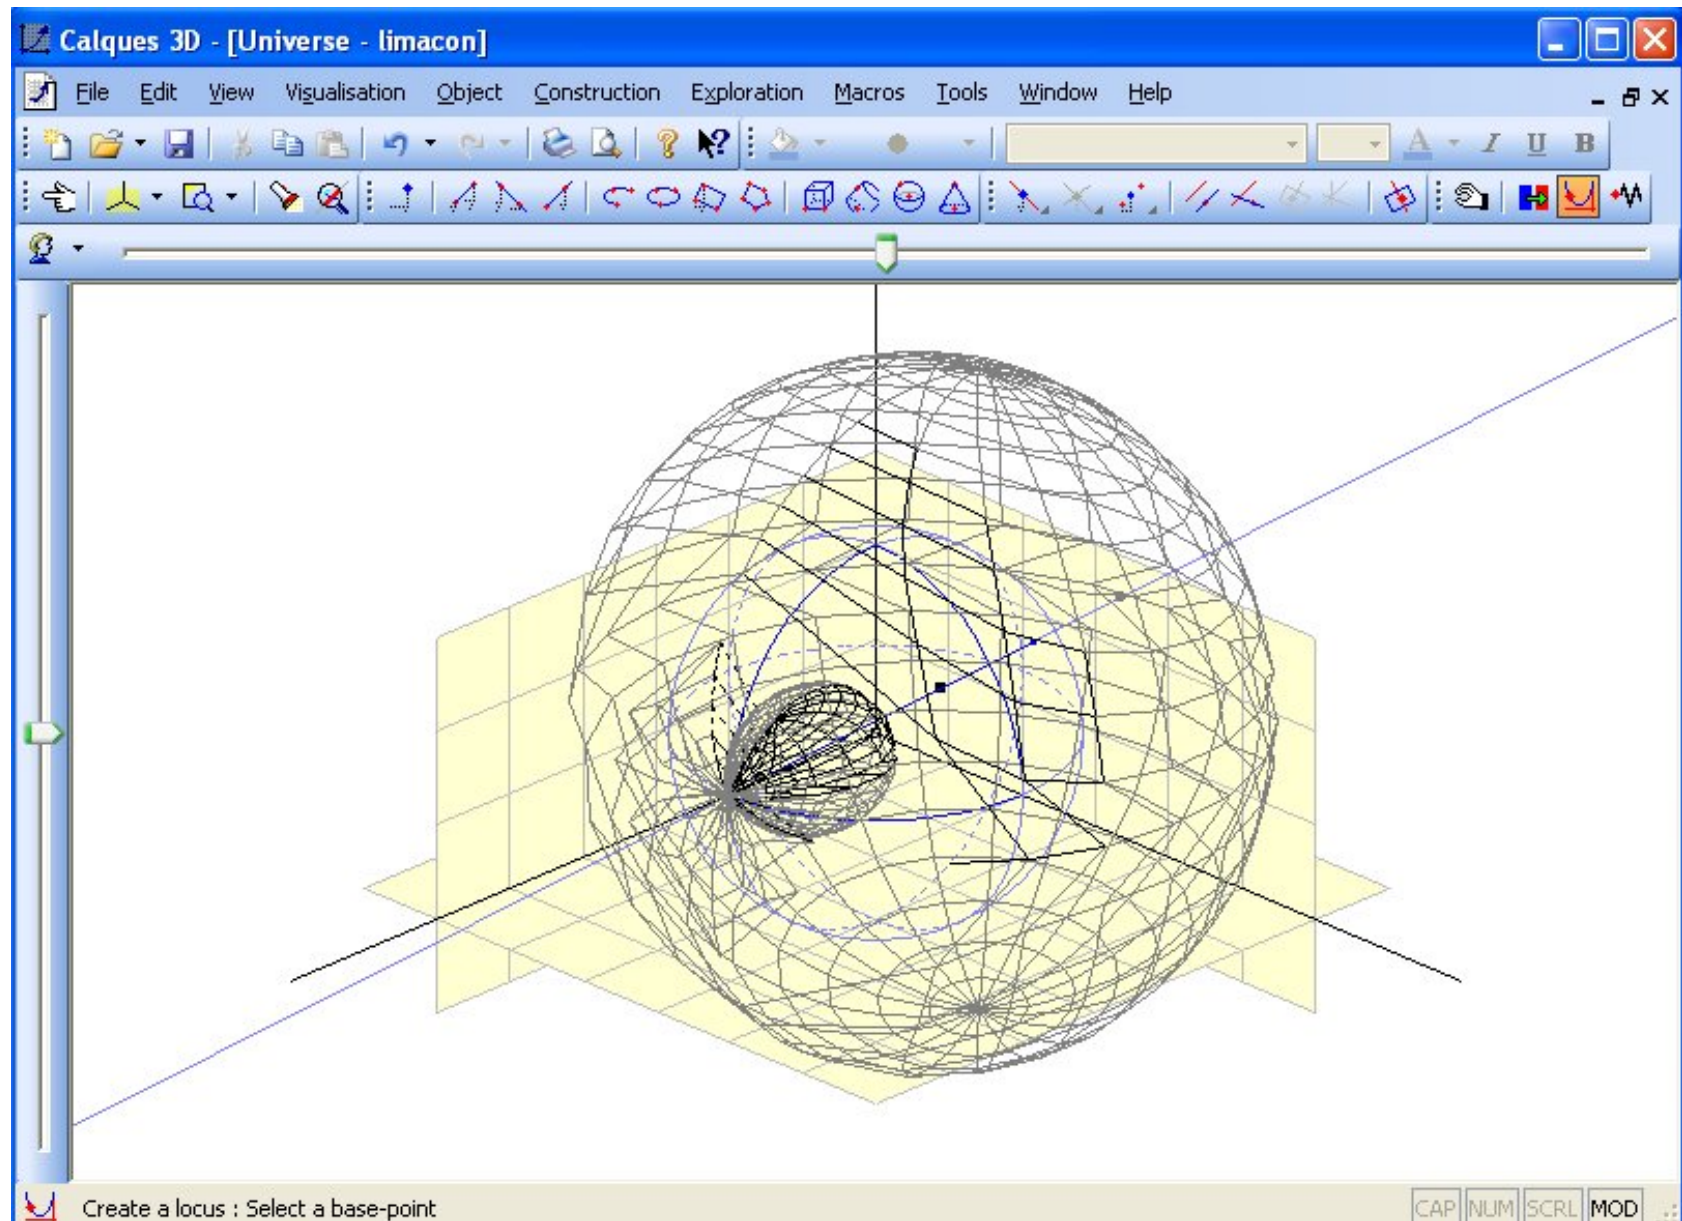 Calques 3D - [Universe - limacon]
File Edit View Visualisation Object Construction Exploration Macros Tools Window Help
A I U B
Create a locus : Select a base-point CAP NUM SCRL MOD